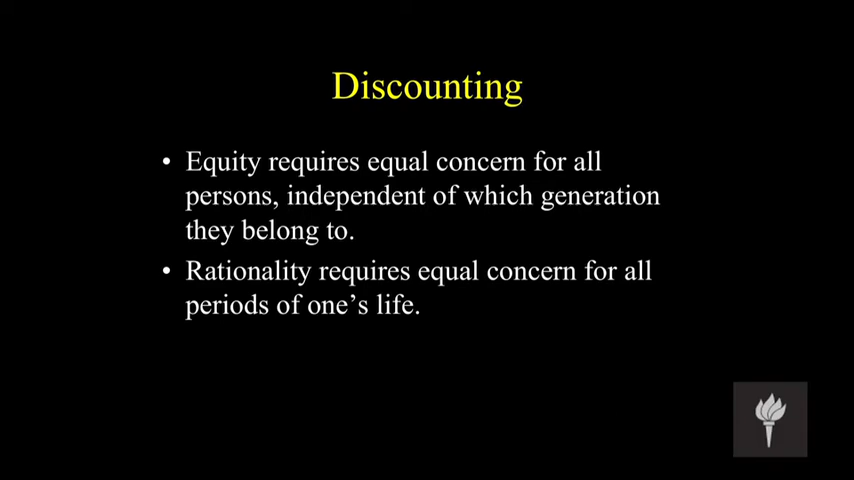 Discounting
• Equity requires equal concern for all
persons, independent of which generation
they belong to.
• Rationality requires equal concern for all
periods of one’s life.